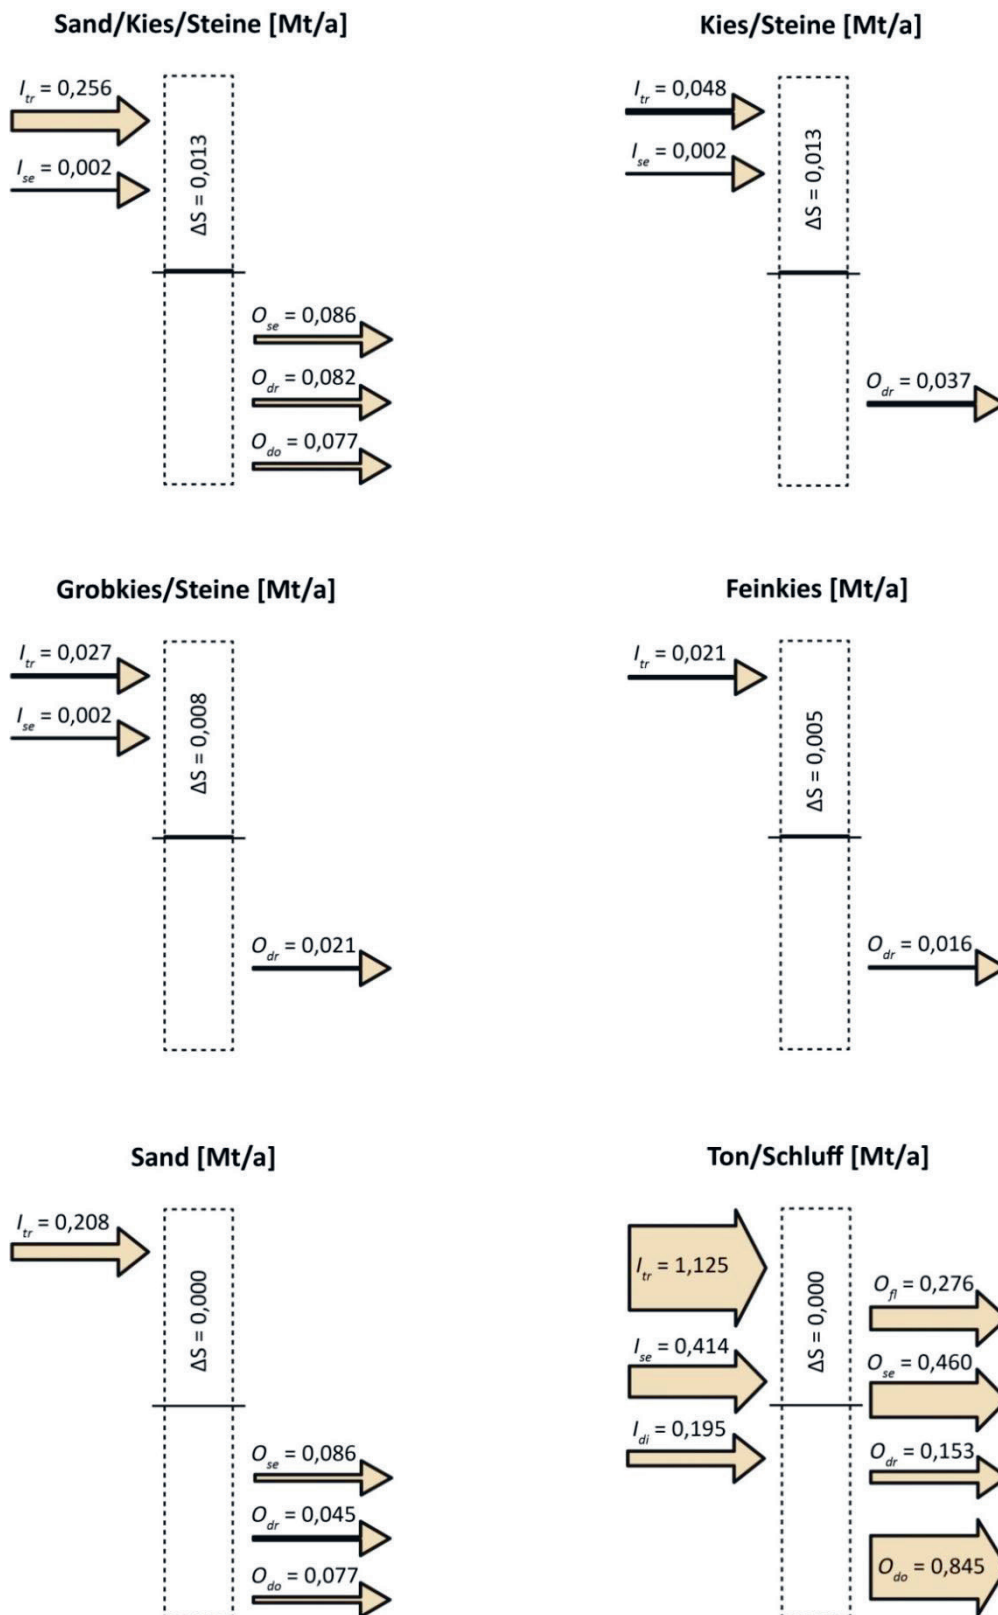 Sand/Kies/Steine [Mt/a]
I_tr = 0,256
I_se = 0,002
ΔS = 0,013
O_se = 0,086
O_dr = 0,082
O_do = 0,077
Kies/Steine [Mt/a]
I_tr = 0,048
I_se = 0,002
ΔS = 0,013
O_dr = 0,037
Grobkies/Steine [Mt/a]
I_tr = 0,027
I_se = 0,002
ΔS = 0,008
O_dr = 0,021
Feinkies [Mt/a]
I_tr = 0,021
ΔS = 0,005
O_dr = 0,016
Sand [Mt/a]
I_tr = 0,208
ΔS = 0,000
O_se = 0,086
O_dr = 0,045
O_do = 0,077
Ton/Schluff [Mt/a]
I_tr = 1,125
I_se = 0,414
I_di = 0,195
ΔS = 0,000
O_fl = 0,276
O_se = 0,460
O_dr = 0,153
O_do = 0,845